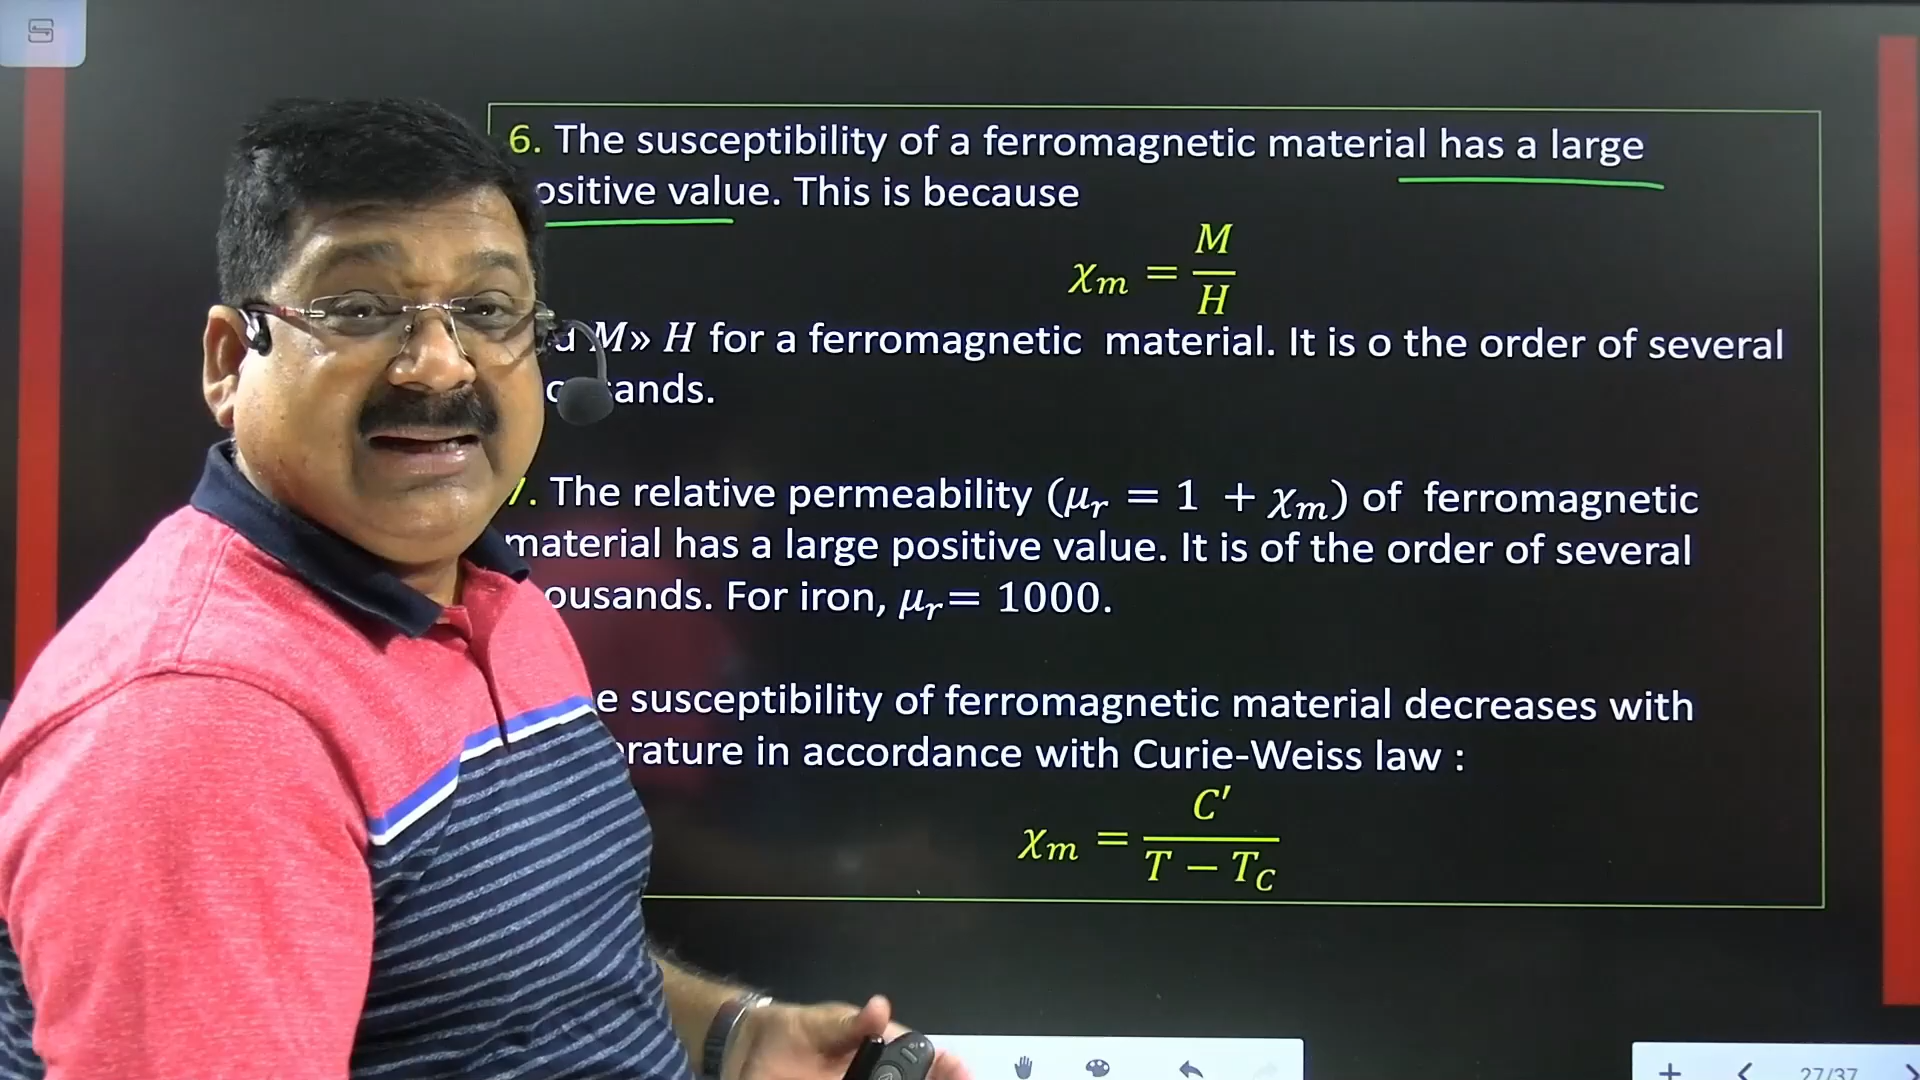 6. The susceptibility of a ferromagnetic material has a large
ositive value. This is because
χm = M/H
M» H for a ferromagnetic material. It is o the order of several
sands.
7. The relative permeability (μr = 1 + χm) of ferromagnetic
material has a large positive value. It is of the order of several
ousands. For iron, μr= 1000.
e susceptibility of ferromagnetic material decreases with
rature in accordance with Curie-Weiss law :
χm = C′/(T − TC)
27/37